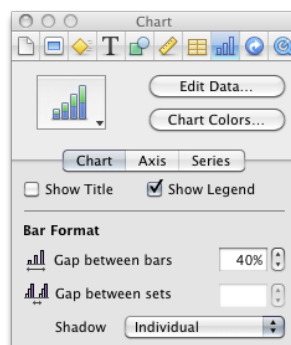 Chart
T
Edit Data...
Chart Colors...
Chart Axis Series
Show Title Show Legend
Bar Format
Gap between bars 40%
Gap between sets
Shadow Individual